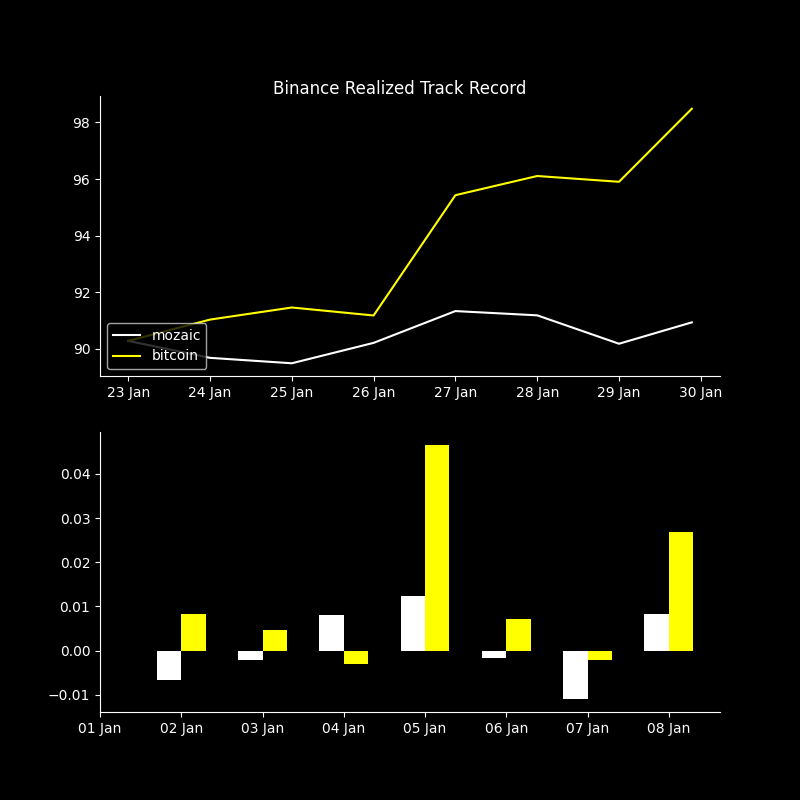 Binance Realized Track Record
98
96
94
92
90
mozaic
bitcoin
23 Jan 24 Jan 25 Jan 26 Jan 27 Jan 28 Jan 29 Jan 30 Jan
0.04
0.03
0.02
0.01
0.00
−0.01
01 Jan 02 Jan 03 Jan 04 Jan 05 Jan 06 Jan 07 Jan 08 Jan